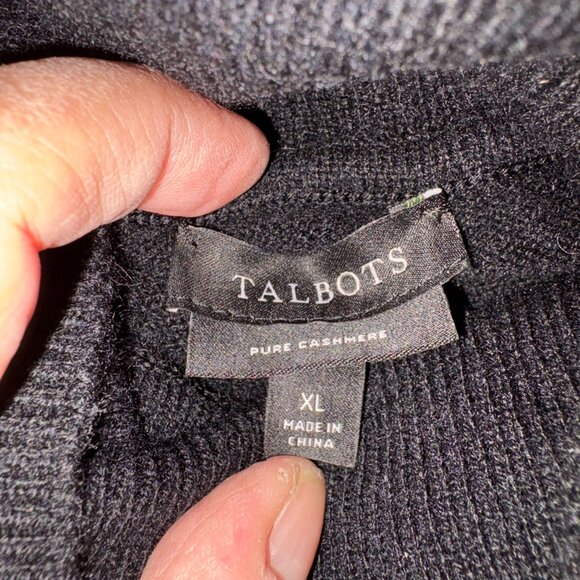 TALBOTS
PURE CASHMERE
XL
MADE IN
CHINA